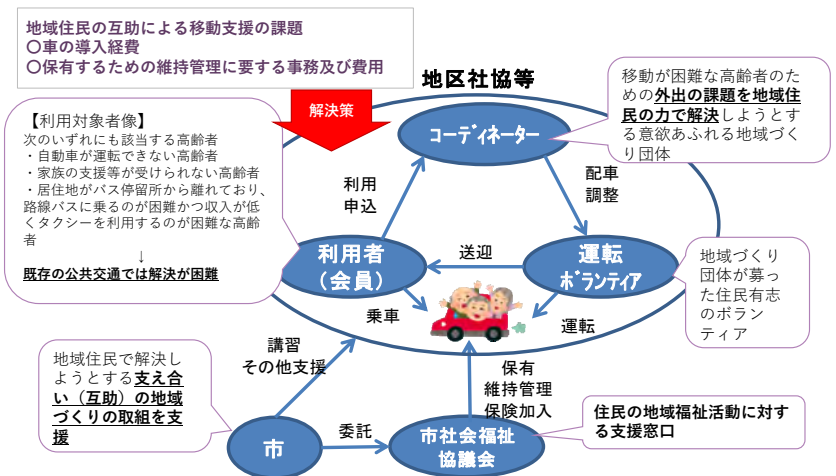 地域住民の互助による移動支援の課題
〇車の導入経費
〇保有するための維持管理に要する事務及び費用
解決策
地区社協等
【利用対象者像】
次のいずれにも該当する高齢者
・自動車が運転できない高齢者
・家族の支援等が受けられない高齢者
・居住地がバス停留所から離れており、
路線バスに乗るのが困難かつ収入が低
くタクシーを利用するのが困難な高齢
者
↓
既存の公共交通では解決が困難
コーディネーター
移動が困難な高齢者のた
めの外出の課題を地域住
民の力で解決しようとす
る意欲あふれる地域づく
り団体
利用
申込
配車
調整
利用者
（会員）
送迎
運転
ボランティア
地域づくり
団体が募っ
た住民有志
のボラン
ティア
乗車
運転
講習
その他支援
保有
維持管理
保険加入
地域住民で解決し
ようとする支え合
い（互助）の地域
づくりの取組を支
援
市
委託
市社会福祉
協議会
住民の地域福祉活動に対す
る支援窓口